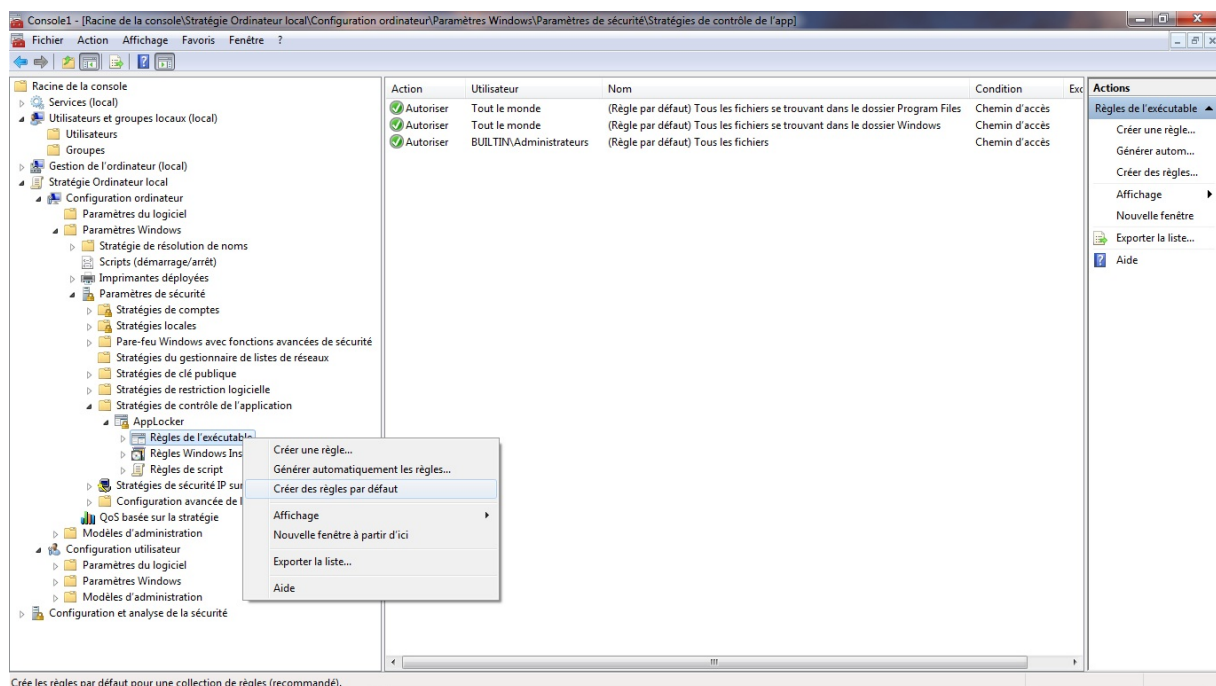 Console1 - [Racine de la console\Stratégie Ordinateur local\Configuration ordinateur\Paramètres Windows\Paramètres de sécurité\Stratégies de contrôle de l'app]
Fichier Action Affichage Favoris Fenêtre ?
Racine de la console
Services (local)
Utilisateurs et groupes locaux (local)
Utilisateurs
Groupes
Gestion de l'ordinateur (local)
Stratégie Ordinateur local
Configuration ordinateur
Paramètres du logiciel
Paramètres Windows
Stratégie de résolution de noms
Scripts (démarrage/arrêt)
Imprimantes déployées
Paramètres de sécurité
Stratégies de comptes
Stratégies locales
Pare-feu Windows avec fonctions avancées de sécurité
Stratégies du gestionnaire de listes de réseaux
Stratégies de clé publique
Stratégies de restriction logicielle
Stratégies de contrôle de l'application
AppLocker
Règles de l'exécutable
Règles Windows Ins
Règles de script
Stratégies de sécurité IP sur
Configuration avancée de l
QoS basée sur la stratégie
Modèles d'administration
Configuration utilisateur
Paramètres du logiciel
Paramètres Windows
Modèles d'administration
Configuration et analyse de la sécurité
Créer une règle...
Générer automatiquement les règles...
Créer des règles par défaut
Affichage
Nouvelle fenêtre à partir d'ici
Exporter la liste...
Aide
Action Utilisateur Nom Condition Exc
Autoriser Tout le monde (Règle par défaut) Tous les fichiers se trouvant dans le dossier Program Files Chemin d'accès
Autoriser Tout le monde (Règle par défaut) Tous les fichiers se trouvant dans le dossier Windows Chemin d'accès
Autoriser BUILTIN\Administrateurs (Règle par défaut) Tous les fichiers Chemin d'accès
Actions
Règles de l'exécutable
Créer une règle...
Générer autom...
Créer des règles...
Affichage
Nouvelle fenêtre
Exporter la liste...
Aide
Crée les règles par défaut pour une collection de règles (recommandé).